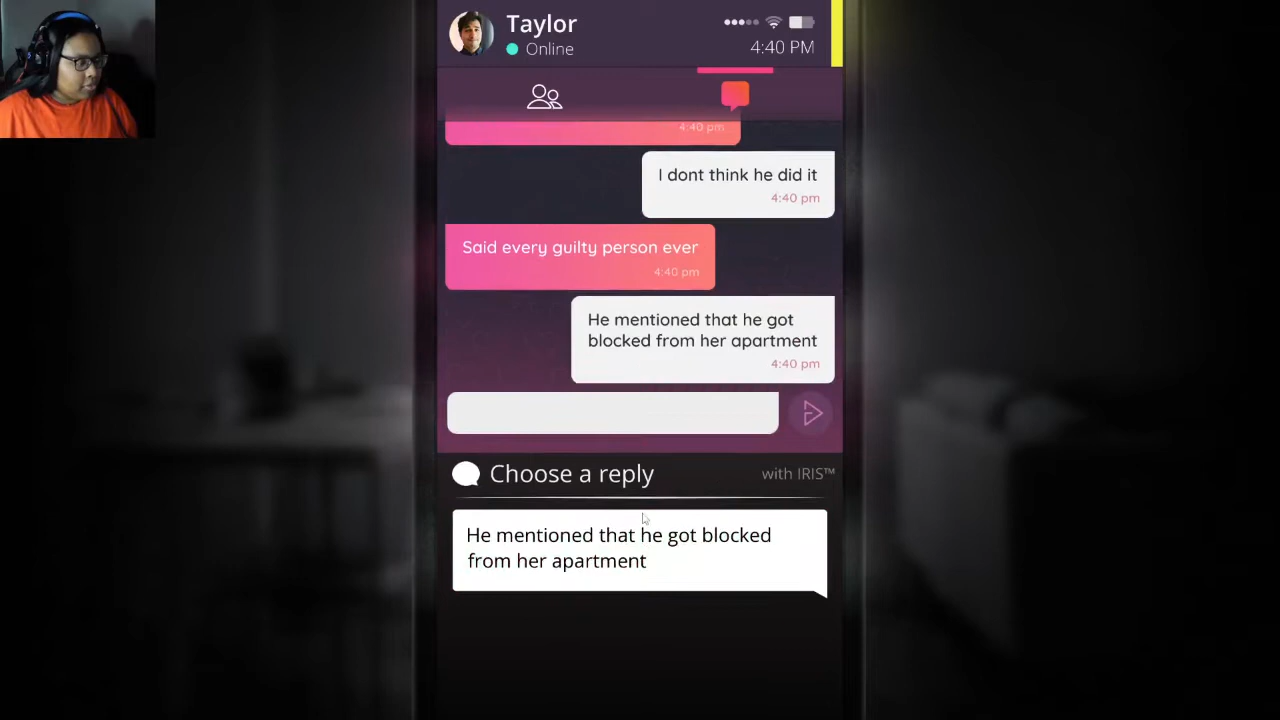 Taylor
Online
4:40 PM
4:40 pm
I dont think he did it
4:40 pm
Said every guilty person ever
4:40 pm
He mentioned that he got
blocked from her apartment
4:40 pm
Choose a reply
with IRIS™
He mentioned that he got blocked
from her apartment